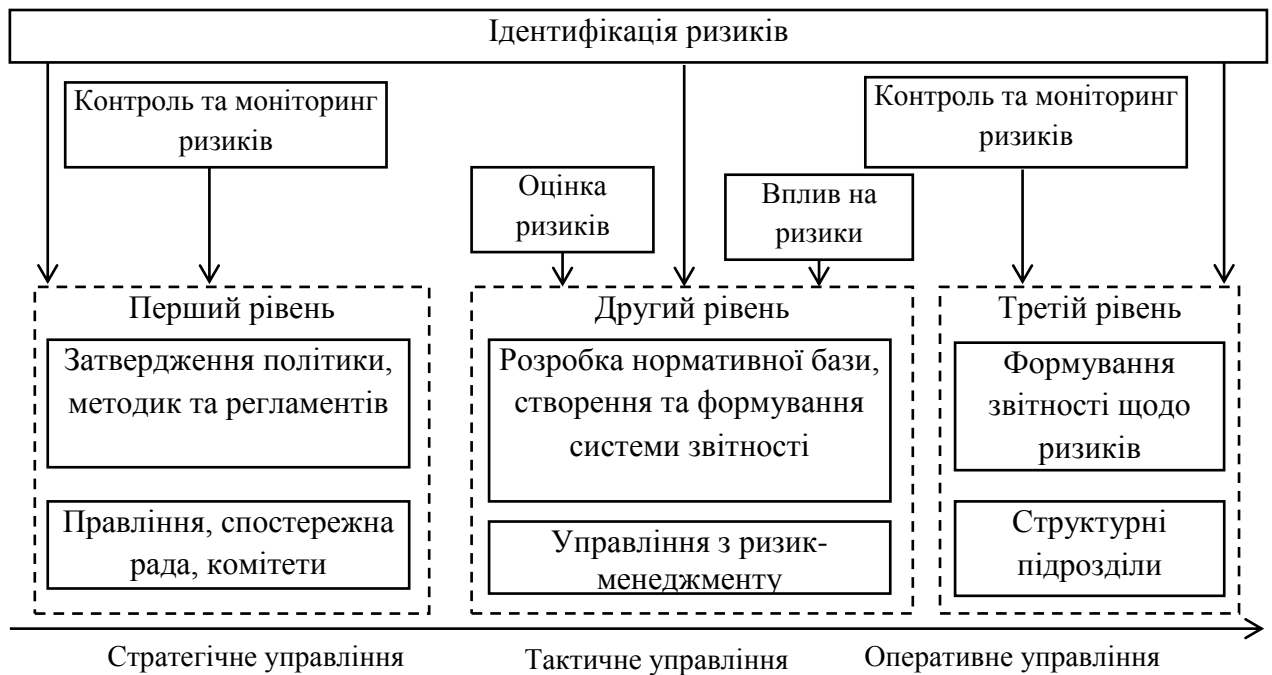 Ідентифікація ризиків
Контроль та моніторинг
ризиків
Контроль та моніторинг
ризиків
Оцінка
ризиків
Вплив на
ризики
Перший рівень
Затвердження політики,
методик та регламентів
Правління, спостережна
рада, комітети
Другий рівень
Розробка нормативної бази,
створення та формування
системи звітності
Управління з ризик-
менеджменту
Третій рівень
Формування
звітності щодо
ризиків
Структурні
підрозділи
Стратегічне управління
Тактичне управління
Оперативне управління